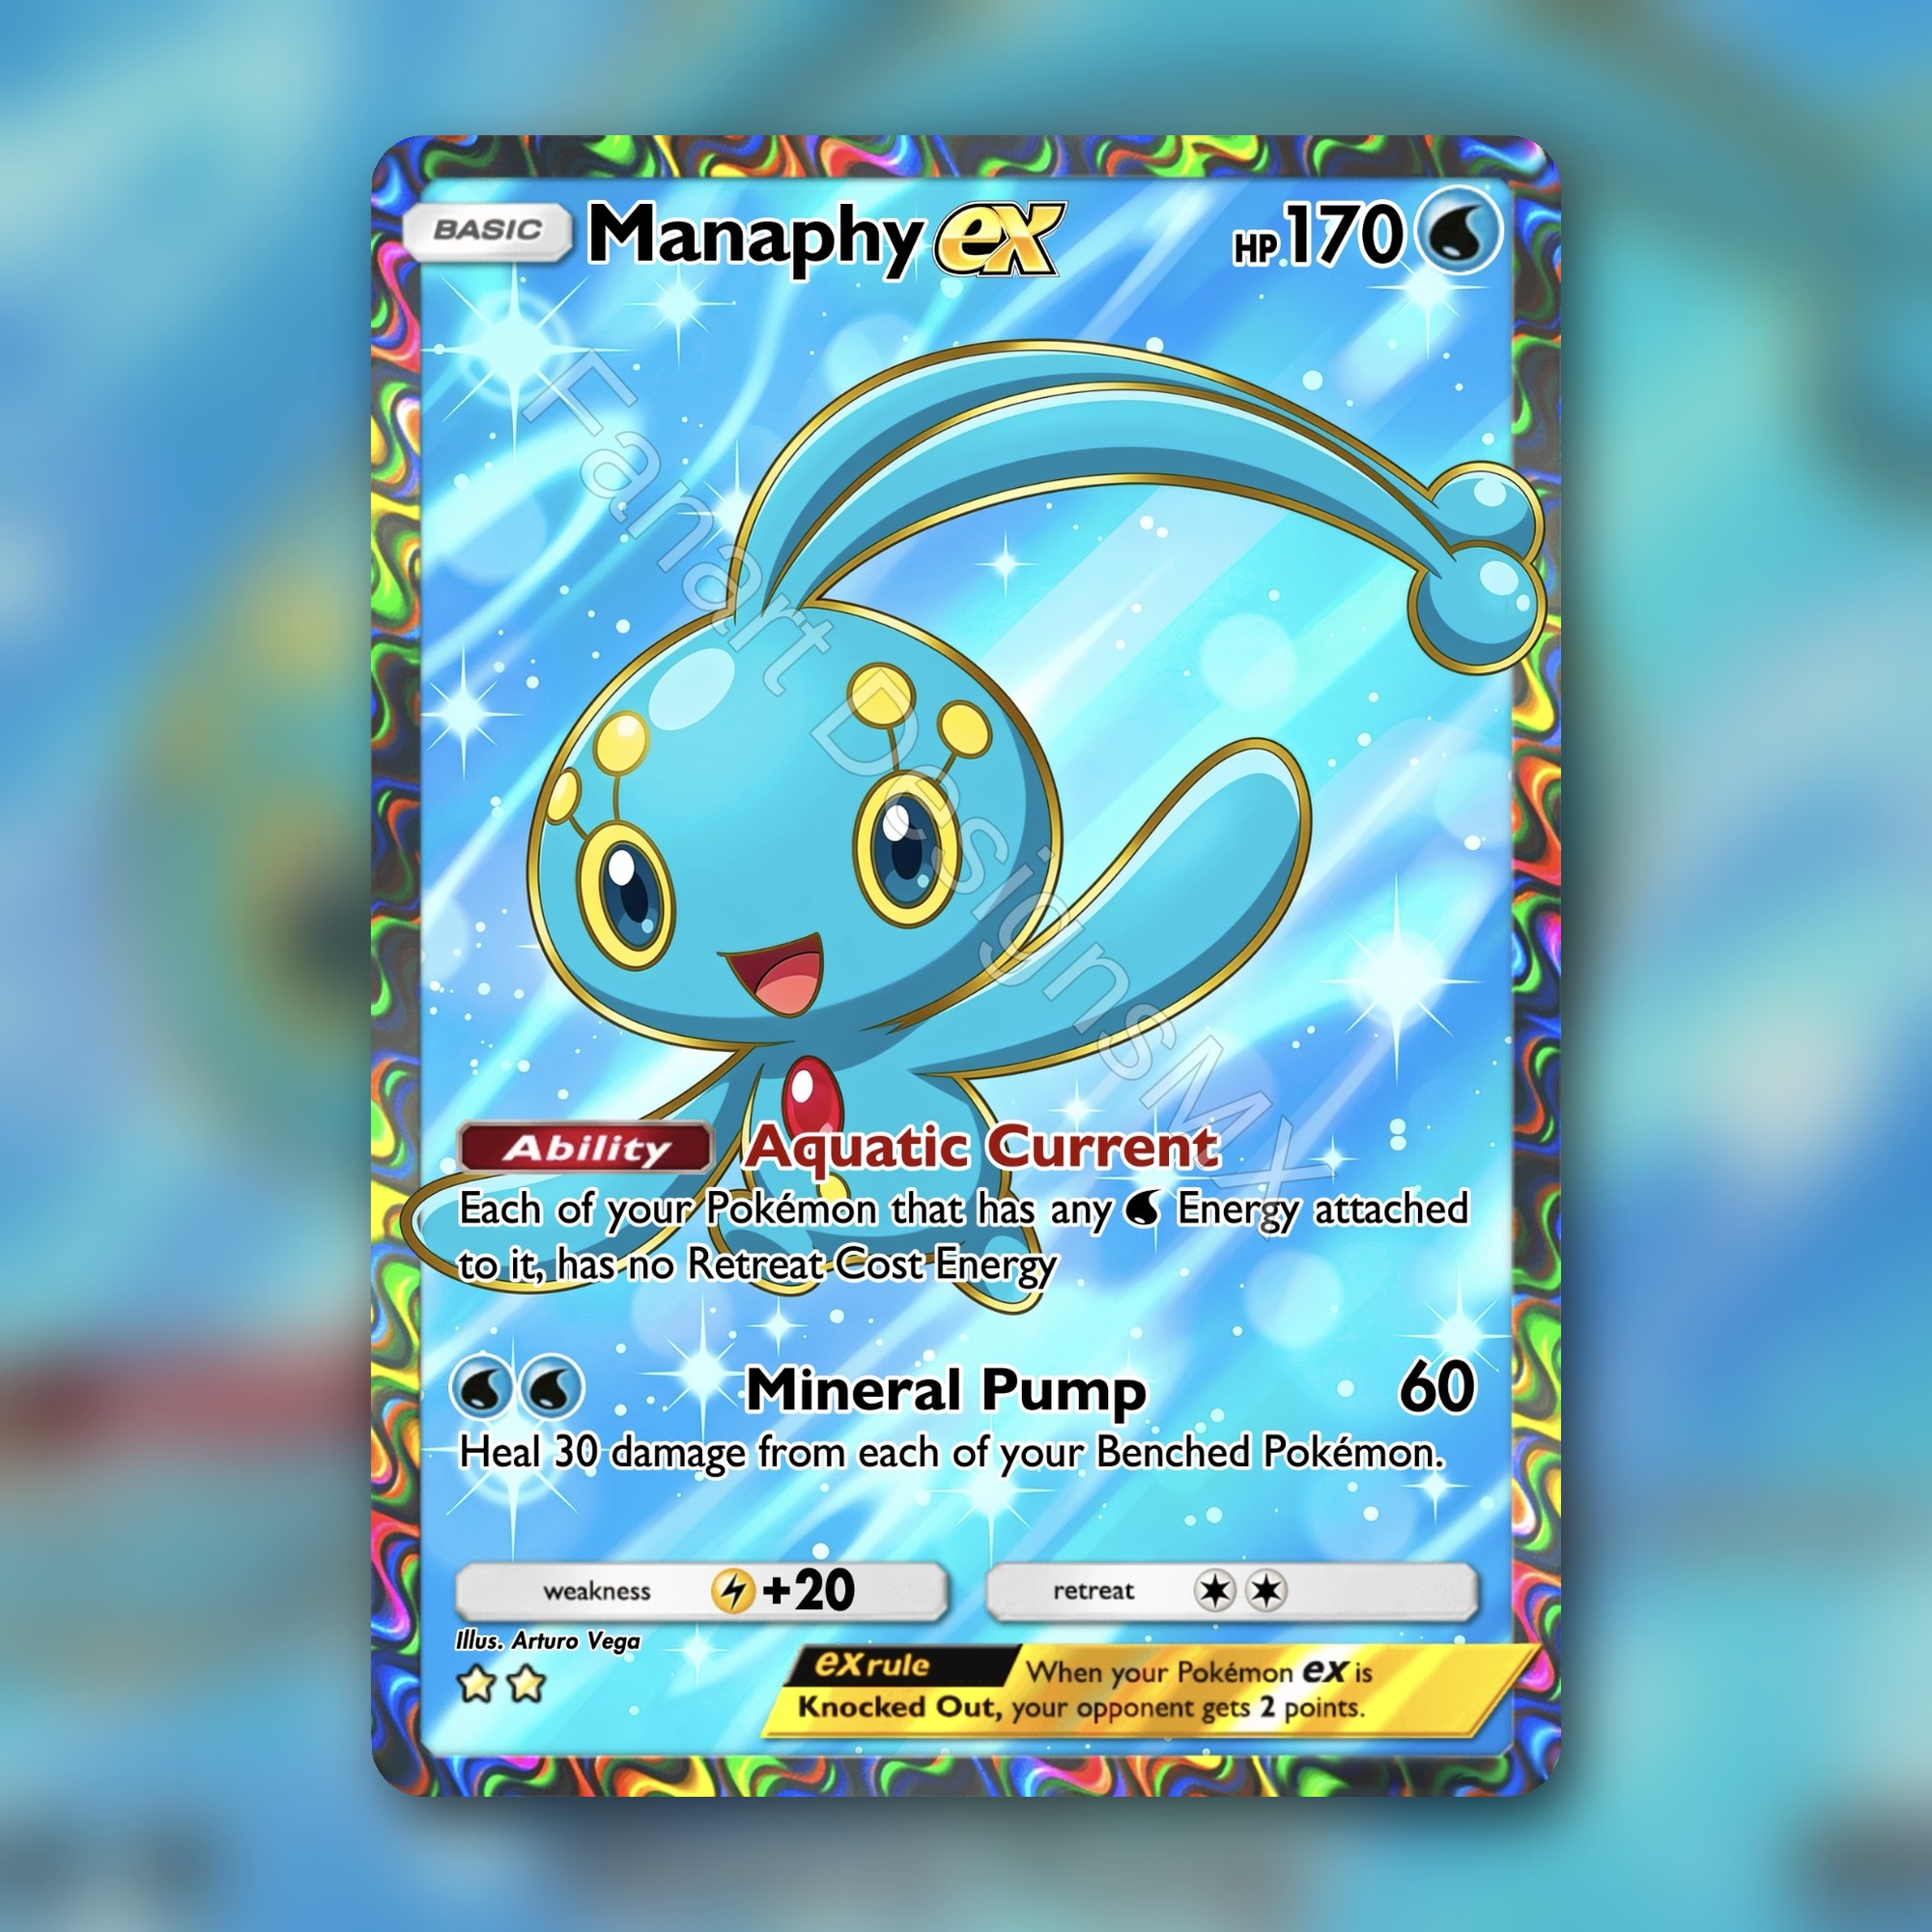 BASIC Manaphy ex HP 170
Fanart DesignsMX
Ability Aquatic Current
Each of your Pokémon that has any Energy attached
to it, has no Retreat Cost Energy
Mineral Pump 60
Heal 30 damage from each of your Benched Pokémon.
weakness +20 retreat
Illus. Arturo Vega
ex rule When your Pokémon ex is
Knocked Out, your opponent gets 2 points.